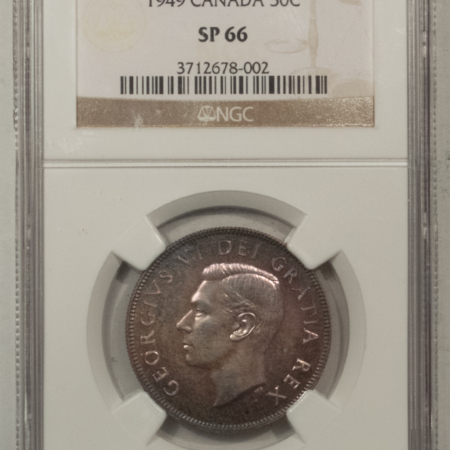 1949 CANADA 50C
SP 66
3712678-002
NGC
GEORGIVS VI DEI GRATIA REX